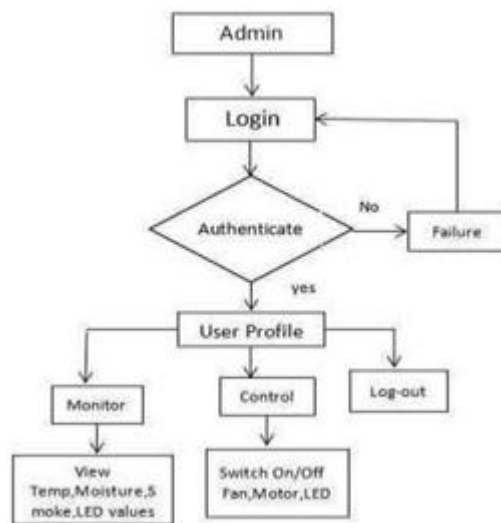 Admin
Login
Authenticate
No
Failure
yes
User Profile
Monitor
Control
Log-out
View
Temp,Moisture,S
moke,LED values
Switch On/Off
Fan,Motor,LED